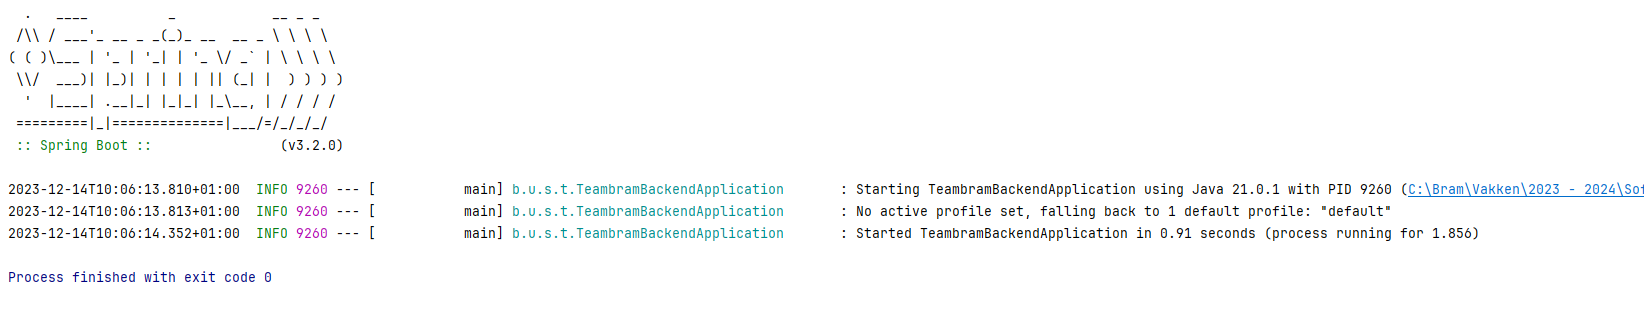 .   ____          _            __ _ _
 /\\ / ___'_ __ _ _(_)_ __  __ _ \ \ \ \
( ( )\___ | '_ | '_| | '_ \/ _` | \ \ \ \
 \\/  ___)| |_)| | | | | || (_| |  ) ) ) )
  '  |____| .__|_| |_|_| |_\__, | / / / /
 =========|_|==============|___/=/_/_/_/
 :: Spring Boot ::                (v3.2.0)
2023-12-14T10:06:13.810+01:00  INFO 9260 --- [           main] b.u.s.t.TeambramBackendApplication       : Starting TeambramBackendApplication using Java 21.0.1 with PID 9260 (C:\Bram\Vakken\2023 - 2024\Sof
2023-12-14T10:06:13.813+01:00  INFO 9260 --- [           main] b.u.s.t.TeambramBackendApplication       : No active profile set, falling back to 1 default profile: "default"
2023-12-14T10:06:14.352+01:00  INFO 9260 --- [           main] b.u.s.t.TeambramBackendApplication       : Started TeambramBackendApplication in 0.91 seconds (process running for 1.856)
Process finished with exit code 0